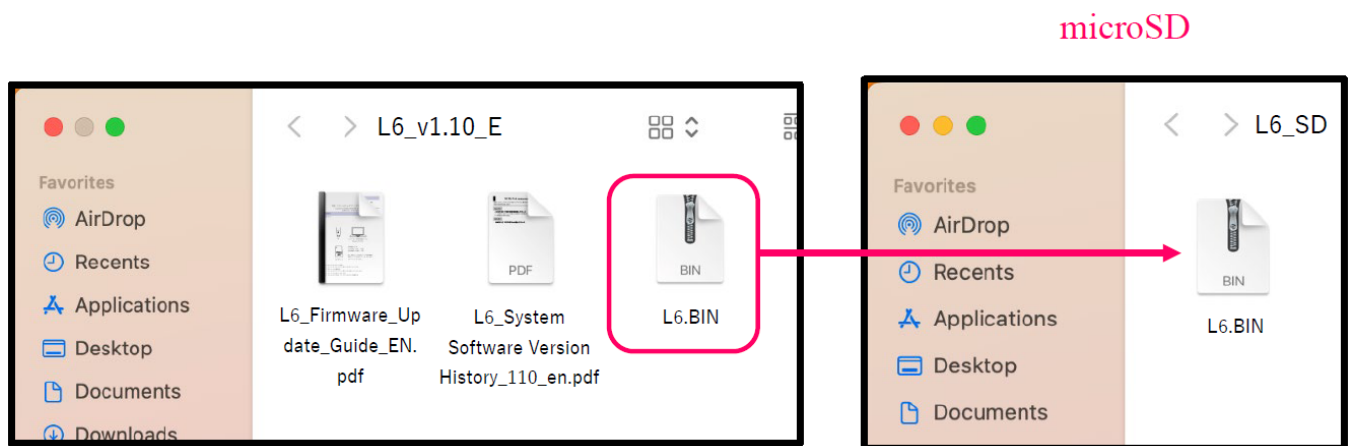 microSD
L6_v1.10_E
Favorites
AirDrop
Recents
Applications
Desktop
Documents
Downloads
L6_Firmware_Up
date_Guide_EN.
pdf
PDF
L6_System
Software Version
History_110_en.pdf
BIN
L6.BIN
L6_SD
Favorites
AirDrop
Recents
Applications
Desktop
Documents
BIN
L6.BIN